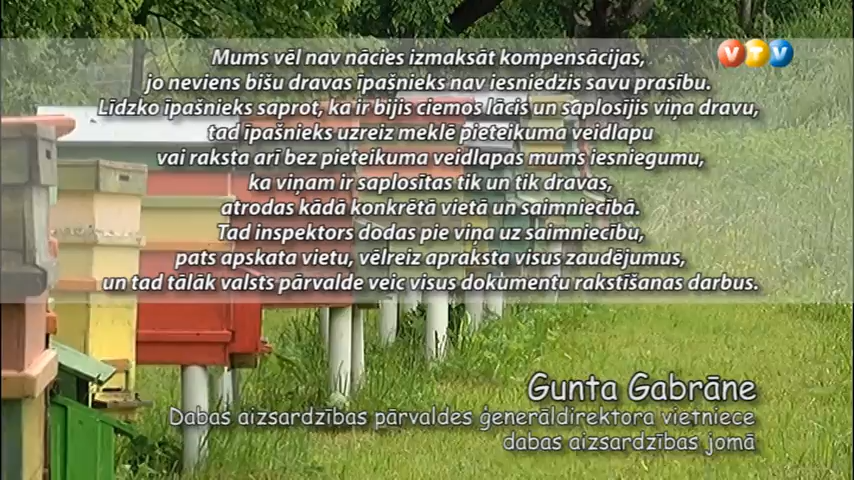 VTV
Mums vēl nav nācies izmaksāt kompensācijas,
jo neviens bišu dravas īpašnieks nav iesniedzis savu prasību.
Līdzko īpašnieks saprot, ka ir bijis ciemos lācis un saplosījis viņa dravu,
tad īpašnieks uzreiz meklē pieteikuma veidlapu
vai raksta arī bez pieteikuma veidlapas mums iesniegumu,
ka viņam ir saplosītas tik un tik dravas,
atrodas kādā konkrētā vietā un saimniecībā.
Tad inspektors dodas pie viņa uz saimniecību,
pats apskata vietu, vēlreiz apraksta visus zaudējumus,
un tad tālāk valsts pārvalde veic visus dokumentu rakstīšanas darbus.
Gunta Gabrāne
Dabas aizsardzības pārvaldes ģenerāldirektora vietniece
dabas aizsardzības jomā